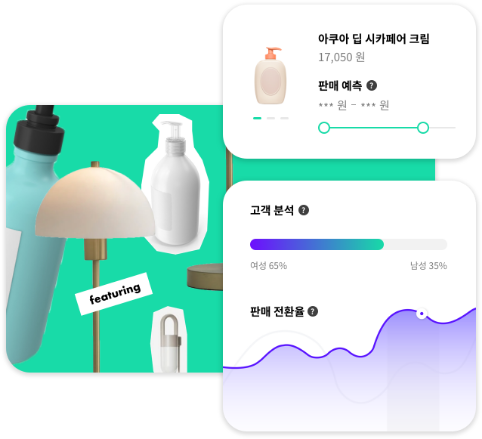 아쿠아 딥 시카페어 크림
17,050 원
판매 예측 ?
*** 원 – *** 원
고객 분석 ?
여성 65% 남성 35%
판매 전환율 ?
featuring